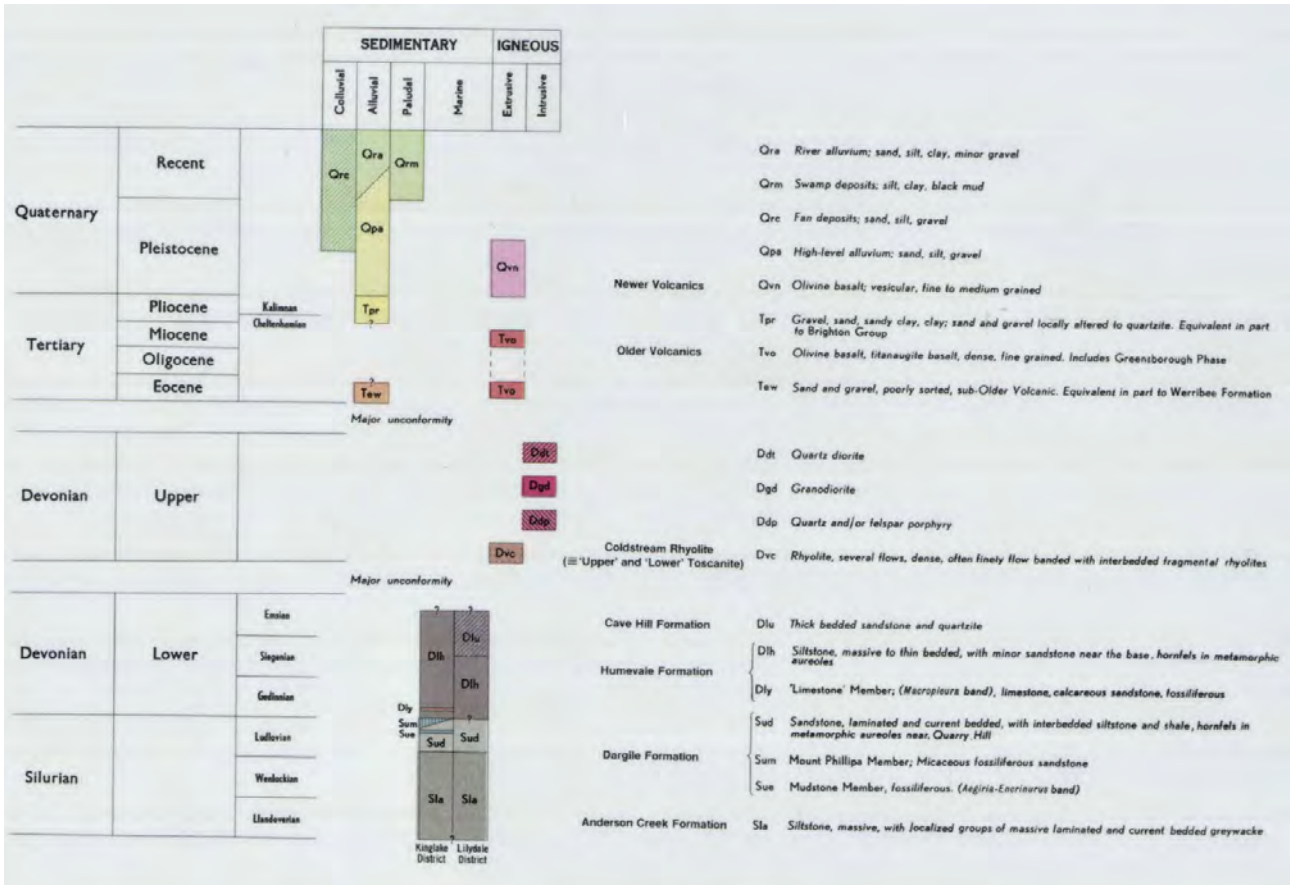 SEDIMENTARY IGNEOUS
Colluvial
Alluvial
Paludal
Marine
Extrusive
Intrusive
Quaternary
Recent
Pleistocene
Tertiary
Pliocene
Miocene
Oligocene
Eocene
Kalimnan
Cheltenhamian
Qrc
Qra
Qrm
Qpa
Qvn
Tpr
?
Tvo
?
Tew
Tvo
Major unconformity
Devonian
Upper
Ddt
Dgd
Ddp
Dvc
Major unconformity
Devonian
Lower
Emsian
Siegenian
Gedinnian
Silurian
Ludlovian
Wenlockian
Llandoverian
? ?
Dlu
Dlh
Dlh
Dly
Sum
Sue
?
Sud Sud
Sla Sla
?
Kinglake District
Lilydale District
Qra River alluvium; sand, silt, clay, minor gravel
Qrm Swamp deposits; silt, clay, black mud
Qrc Fan deposits; sand, silt, gravel
Qpa High-level alluvium; sand, silt, gravel
Newer Volcanics Qvn Olivine basalt; vesicular, fine to medium grained
Tpr Gravel, sand, sandy clay, clay; sand and gravel locally altered to quartzite. Equivalent in part
to Brighton Group
Older Volcanics Tvo Olivine basalt, titanaugite basalt, dense, fine grained. Includes Greensborough Phase
Tew Sand and gravel, poorly sorted, sub-Older Volcanic. Equivalent in part to Werribee Formation
Ddt Quartz diorite
Dgd Granodiorite
Ddp Quartz and/or felspar porphyry
Coldstream Rhyolite
(≡'Upper' and 'Lower' Toscanite) Dvc Rhyolite, several flows, dense, often finely flow banded with interbedded fragmental rhyolites
Cave Hill Formation Dlu Thick bedded sandstone and quartzite
Humevale Formation
Dlh Siltstone, massive to thin bedded, with minor sandstone near the base, hornfels in metamorphic
aureoles
Dly 'Limestone' Member; (Macropleura band), limestone, calcareous sandstone, fossiliferous
Dargile Formation
Sud Sandstone, laminated and current bedded, with interbedded siltstone and shale, hornfels in
metamorphic aureoles near, Quarry Hill
Sum Mount Phillipa Member; Micaceous fossiliferous sandstone
Sue Mudstone Member, fossiliferous. (Aegiria-Encrinurus band)
Anderson Creek Formation Sla Siltstone, massive, with localized groups of massive laminated and current bedded greywacke